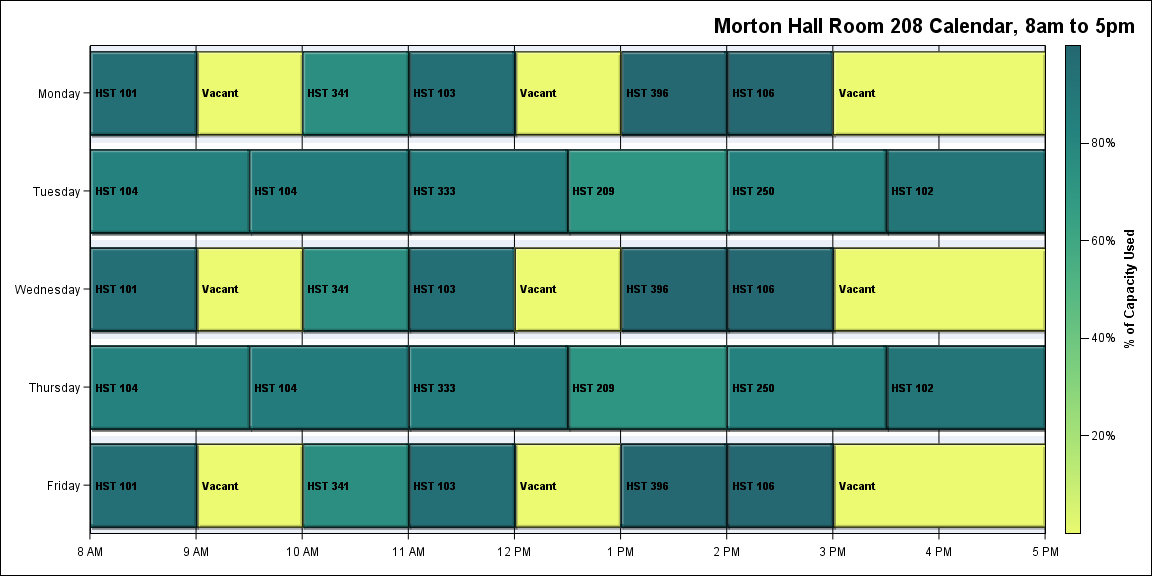 Morton Hall Room 208 Calendar, 8am to 5pm
Monday
HST 101
Vacant
HST 341
HST 103
Vacant
HST 396
HST 106
Vacant
Tuesday
HST 104
HST 104
HST 333
HST 209
HST 250
HST 102
Wednesday
HST 101
Vacant
HST 341
HST 103
Vacant
HST 396
HST 106
Vacant
Thursday
HST 104
HST 104
HST 333
HST 209
HST 250
HST 102
Friday
HST 101
Vacant
HST 341
HST 103
Vacant
HST 396
HST 106
Vacant
8 AM
9 AM
10 AM
11 AM
12 PM
1 PM
2 PM
3 PM
4 PM
5 PM
80%
60%
40%
20%
% of Capacity Used